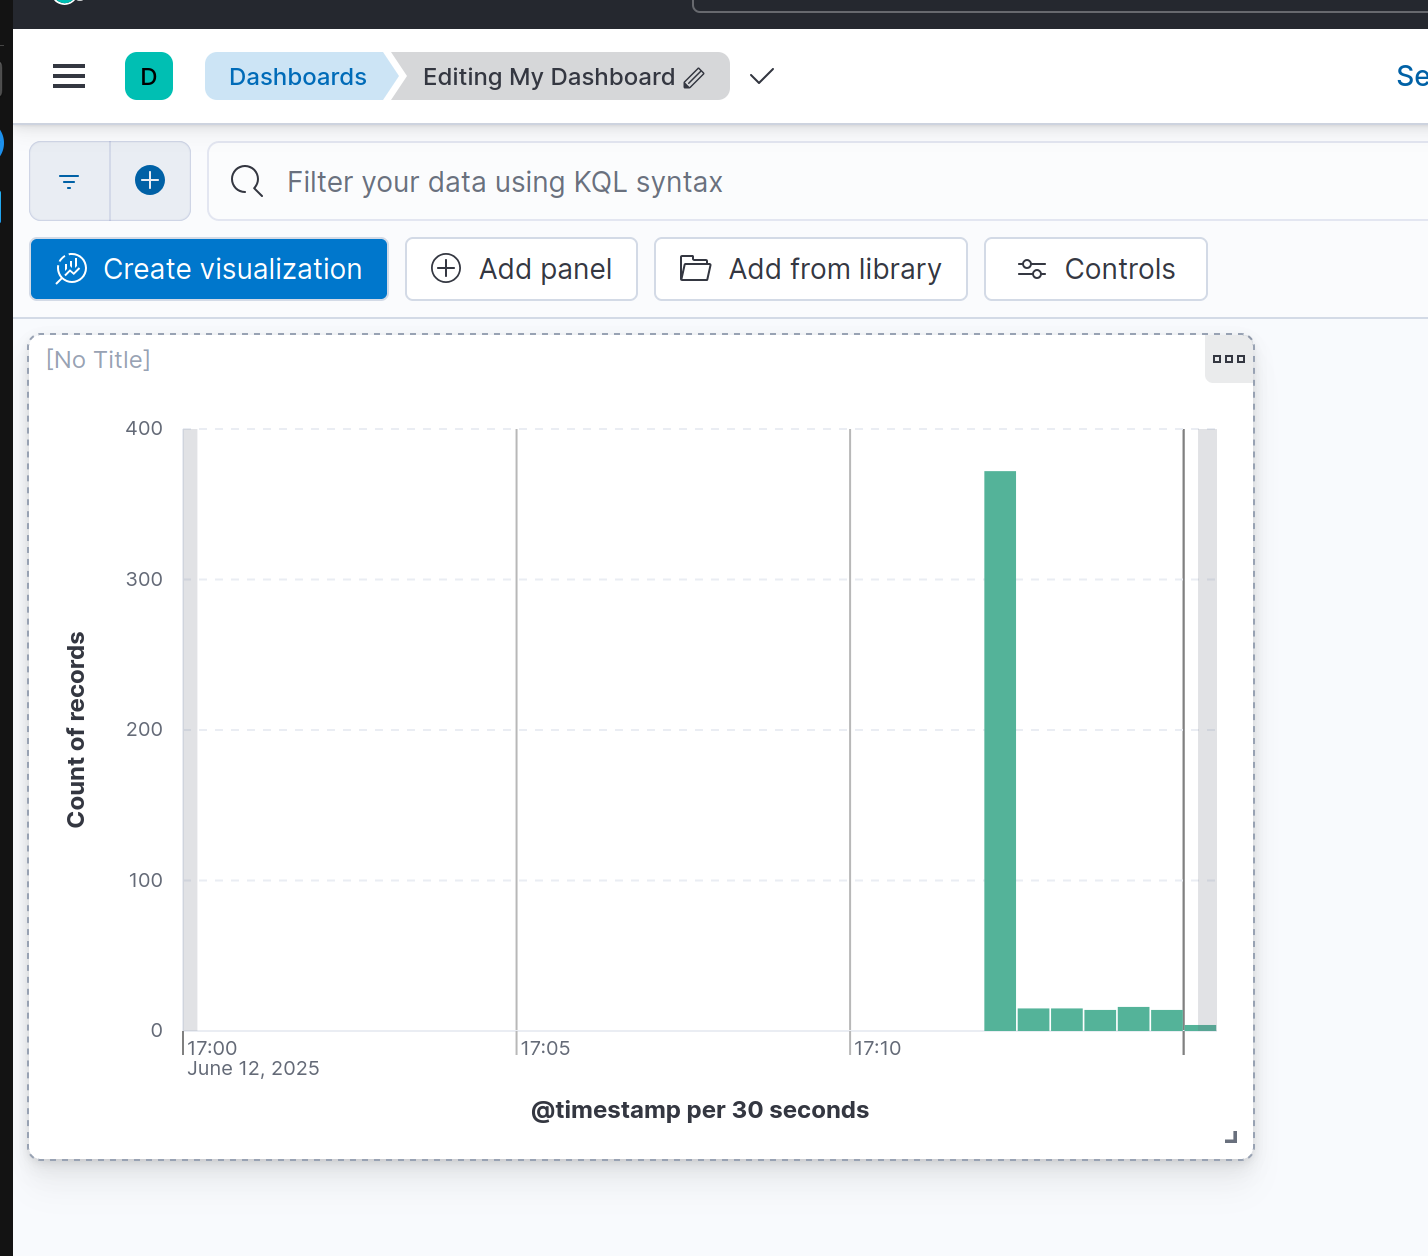 D
Dashboards
Editing My Dashboard
Se
Filter your data using KQL syntax
Create visualization
Add panel
Add from library
Controls
[No Title]
400
300
200
100
0
Count of records
17:00
17:05
17:10
June 12, 2025
@timestamp per 30 seconds